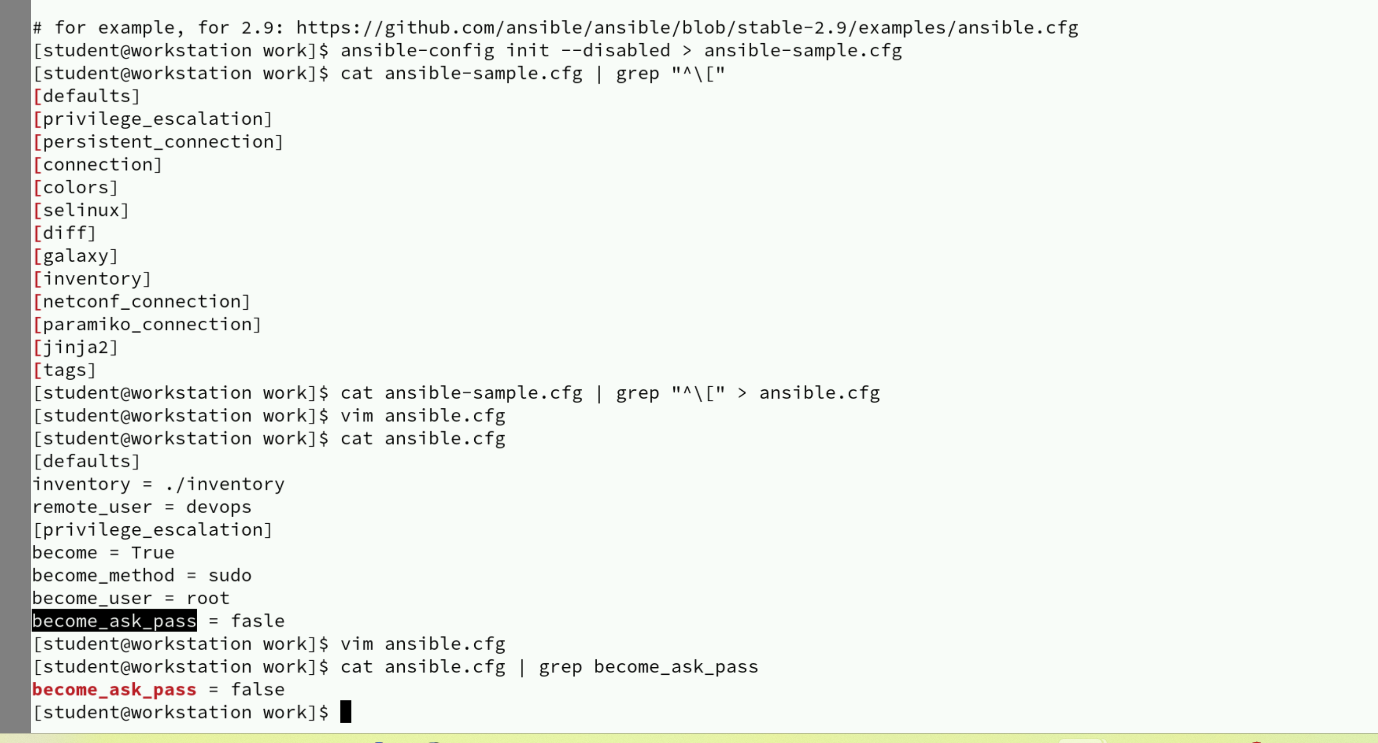 # for example, for 2.9: https://github.com/ansible/ansible/blob/stable-2.9/examples/ansible.cfg
[student@workstation work]$ ansible-config init --disabled > ansible-sample.cfg
[student@workstation work]$ cat ansible-sample.cfg | grep "^\["
[defaults]
[privilege_escalation]
[persistent_connection]
[connection]
[colors]
[selinux]
[diff]
[galaxy]
[inventory]
[netconf_connection]
[paramiko_connection]
[jinja2]
[tags]
[student@workstation work]$ cat ansible-sample.cfg | grep "^\[" > ansible.cfg
[student@workstation work]$ vim ansible.cfg
[student@workstation work]$ cat ansible.cfg
[defaults]
inventory = ./inventory
remote_user = devops
[privilege_escalation]
become = True
become_method = sudo
become_user = root
become_ask_pass = fasle
[student@workstation work]$ vim ansible.cfg
[student@workstation work]$ cat ansible.cfg | grep become_ask_pass
become_ask_pass = false
[student@workstation work]$